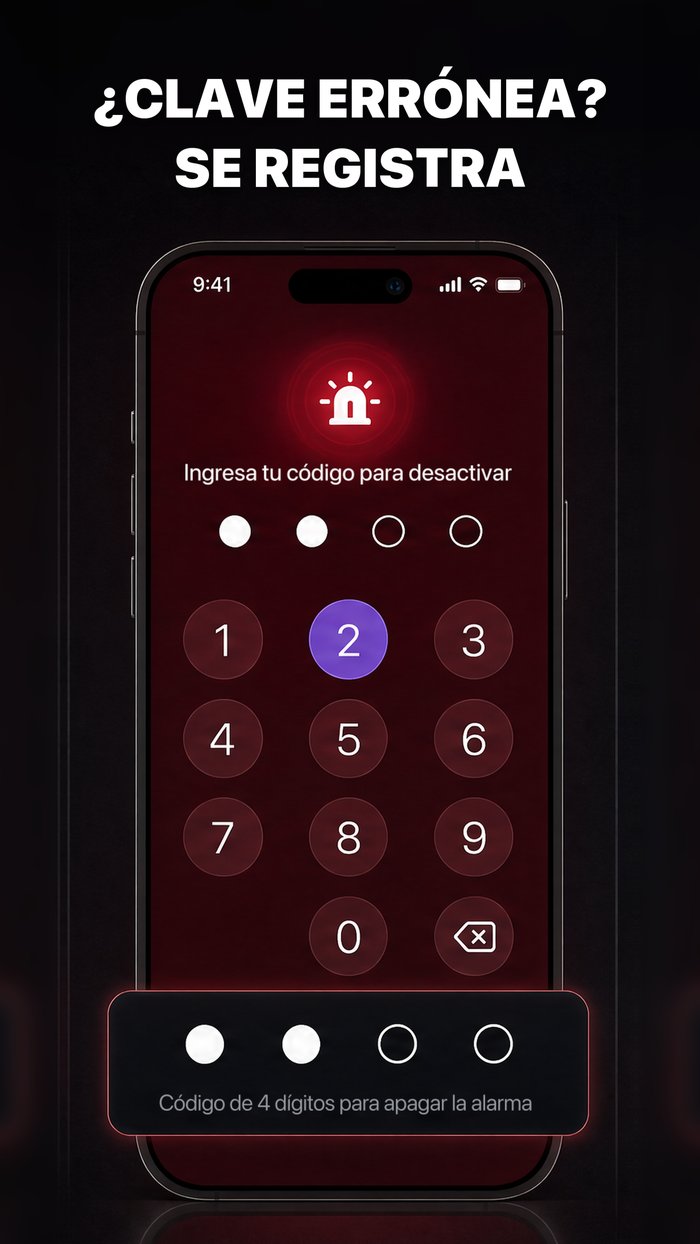 ¿CLAVE ERRÓNEA?
SE REGISTRA
9:41
Ingresa tu código para desactivar
1 2 3
4 5 6
7 8 9
0
Código de 4 dígitos para apagar la alarma